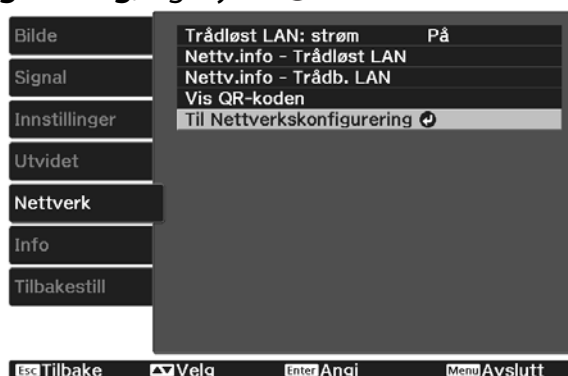 Bilde
Signal
Innstillinger
Utvidet
Nettverk
Info
Tilbakestill
Trådløst LAN: strøm På
Nettv.info - Trådløst LAN
Nettv.info - Trådb. LAN
Vis QR-koden
Til Nettverkskonfigurering
Esc Tilbake Velg Enter Angi Menu Avslutt